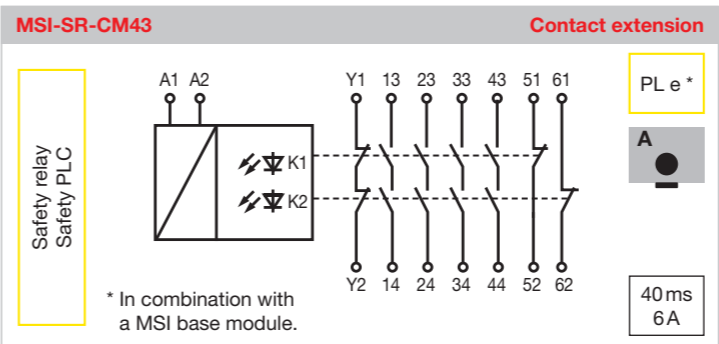 MSI-SR-CM43 Contact extension
A1 A2 Y1 13 23 33 43 51 61
PL e *
A
Safety relay
Safety PLC
K1
K2
Y2 14 24 34 44 52 62
* In combination with
a MSI base module.
40 ms
6 A